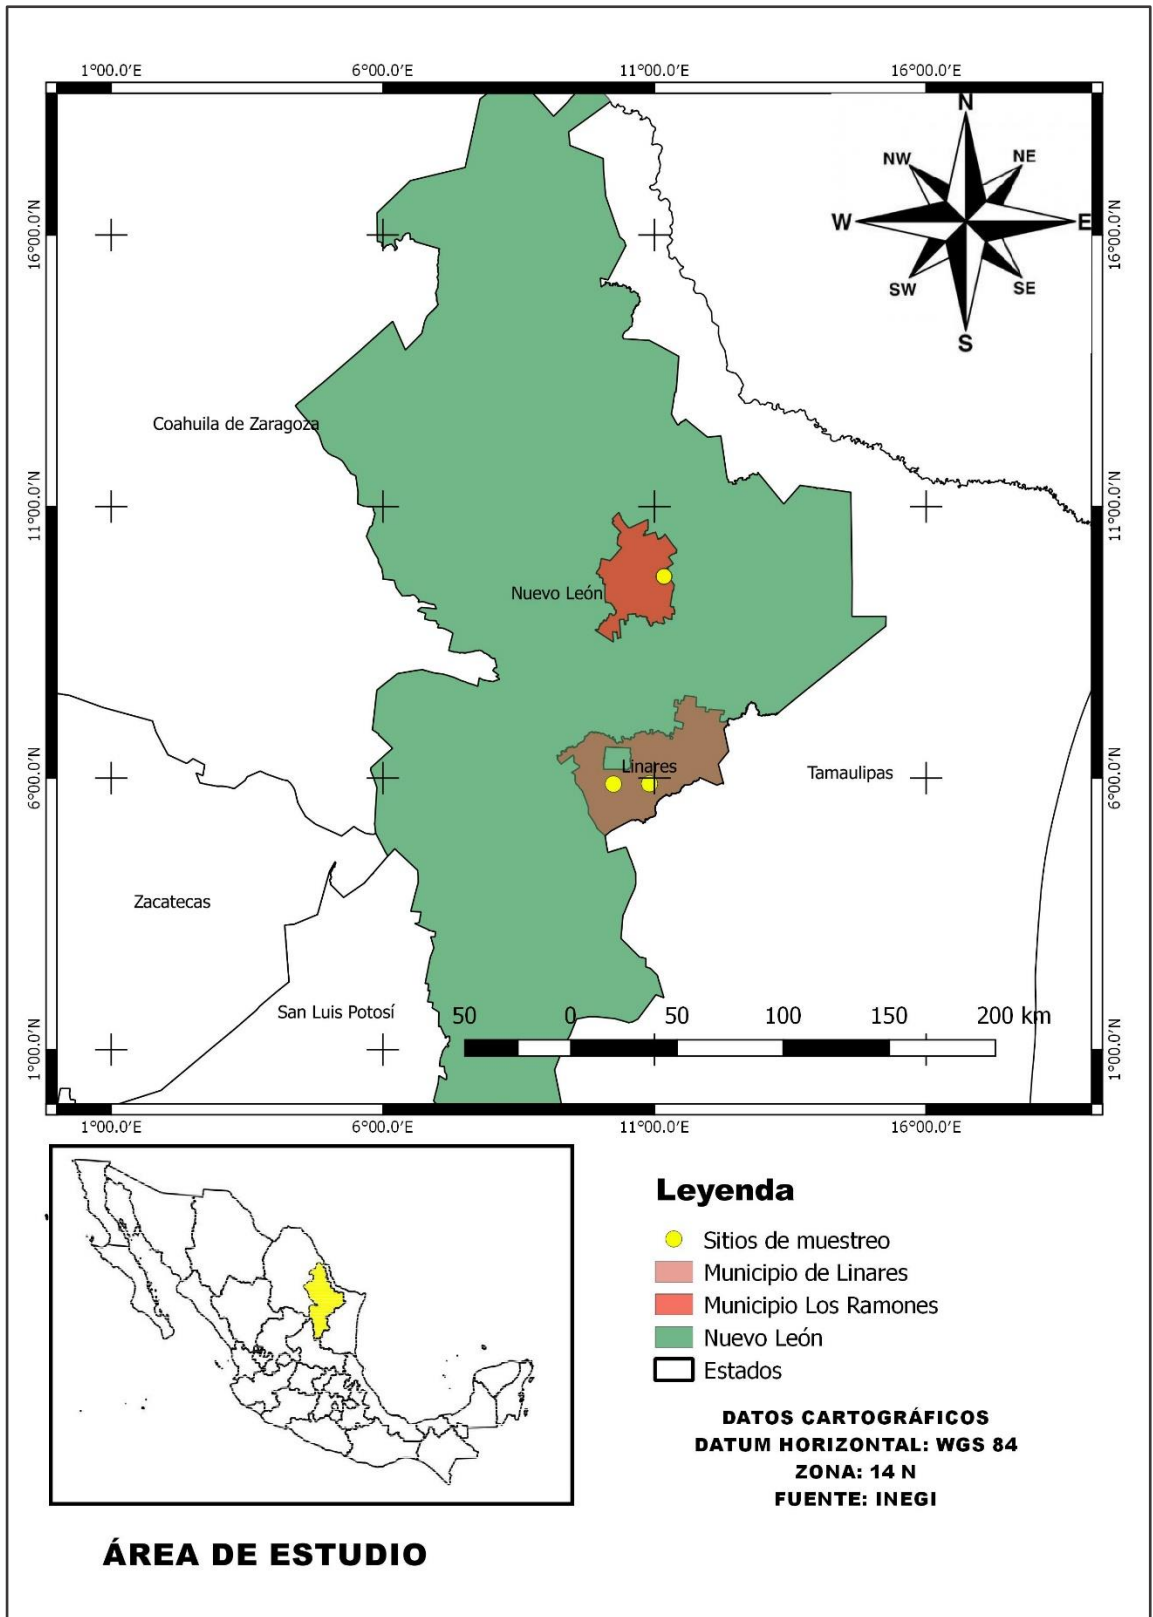 1°00.0'E 6°00.0'E 11°00.0'E 16°00.0'E
N
NW NE
W E
SW SE
S
16°00.0'N 16°00.0'N
Coahuila de Zaragoza
11°00.0'N 11°00.0'N
Nuevo León
Linares
Tamaulipas
6°00.0'N 6°00.0'N
Zacatecas
San Luis Potosí
50 0 50 100 150 200 km
1°00.0'N 1°00.0'N
1°00.0'E 6°00.0'E 11°00.0'E 16°00.0'E
Leyenda
Sitios de muestreo
Municipio de Linares
Municipio Los Ramones
Nuevo León
Estados
DATOS CARTOGRÁFICOS
DATUM HORIZONTAL: WGS 84
ZONA: 14 N
FUENTE: INEGI
ÁREA DE ESTUDIO